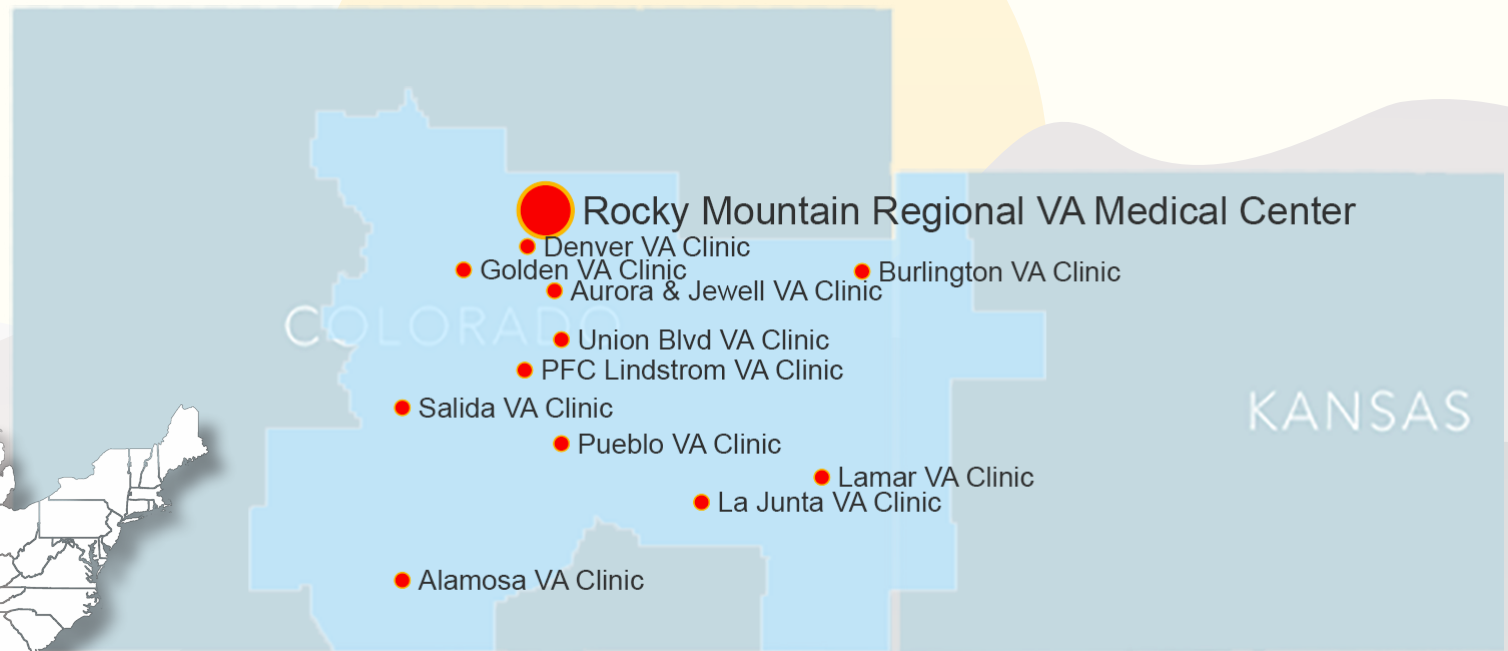 Rocky Mountain Regional VA Medical Center
Denver VA Clinic
Golden VA Clinic
Burlington VA Clinic
Aurora & Jewell VA Clinic
COLORADO
Union Blvd VA Clinic
PFC Lindstrom VA Clinic
Salida VA Clinic
KANSAS
Pueblo VA Clinic
Lamar VA Clinic
La Junta VA Clinic
Alamosa VA Clinic